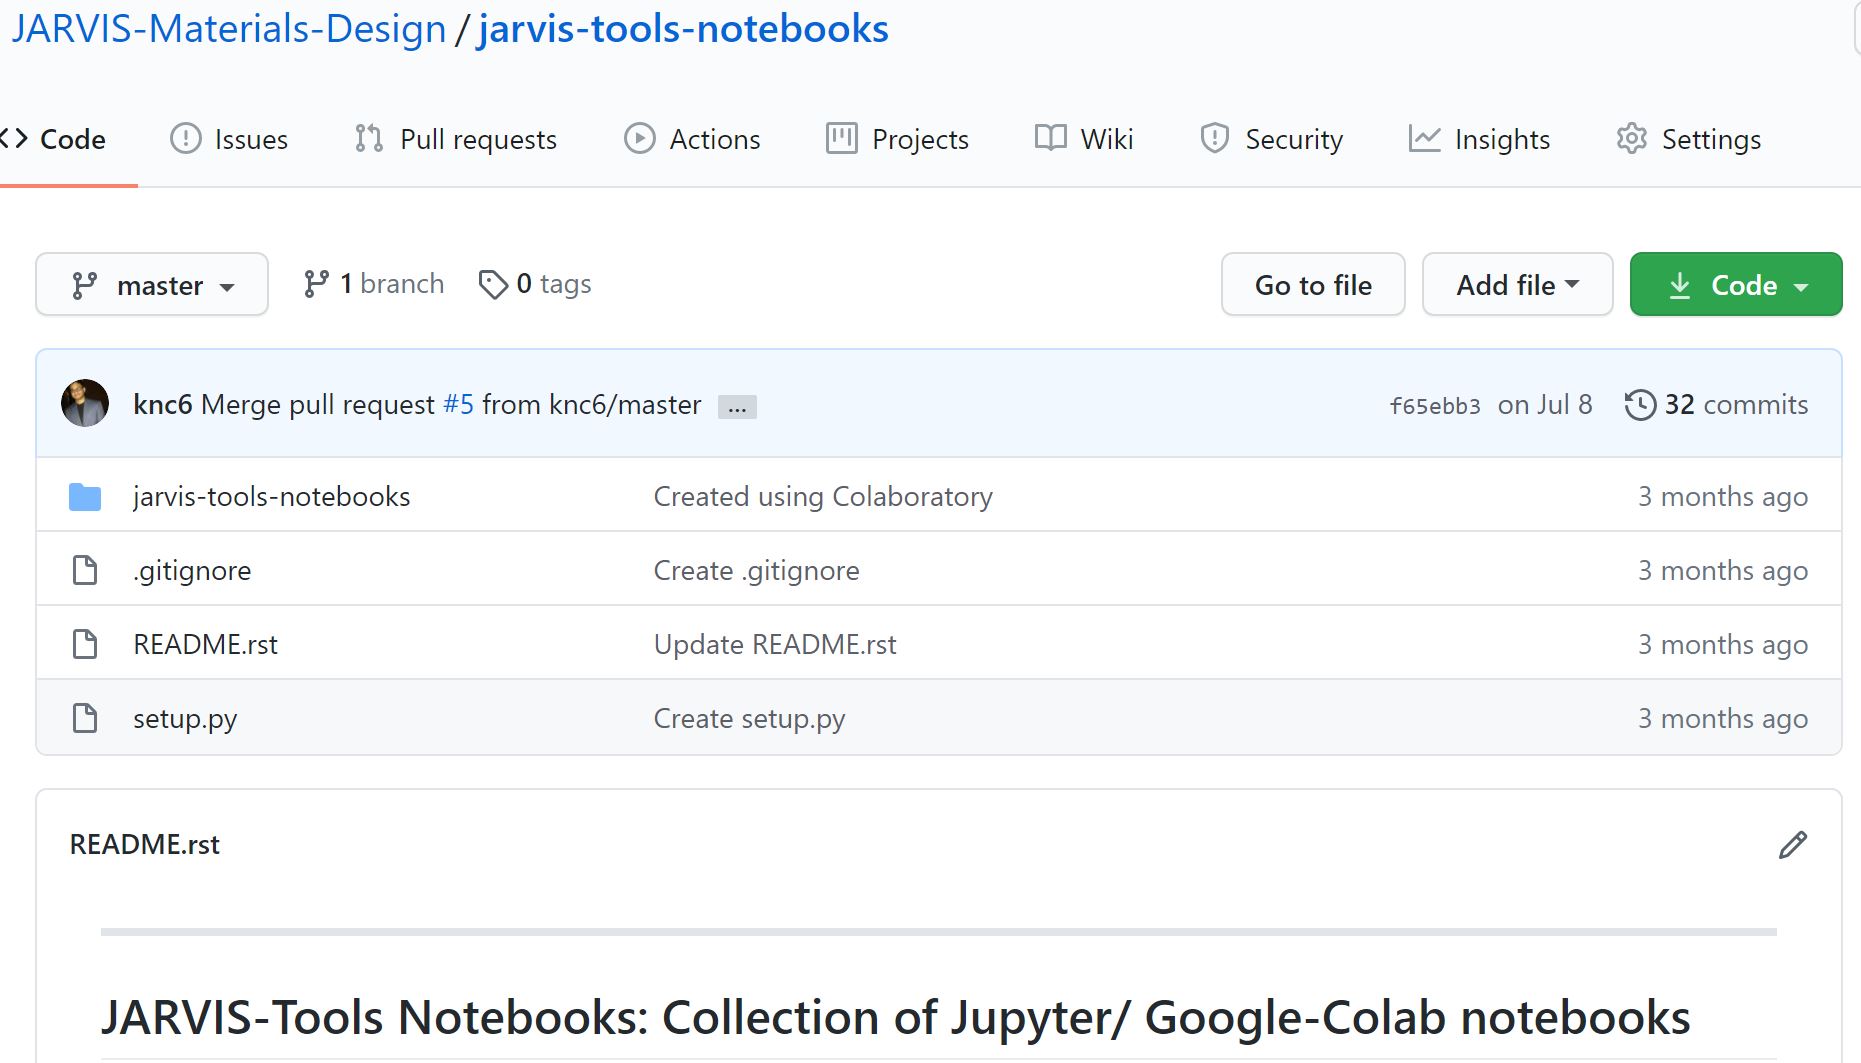 JARVIS-Materials-Design / jarvis-tools-notebooks
Code Issues Pull requests Actions Projects Wiki Security Insights Settings
master 1 branch 0 tags Go to file Add file Code
knc6 Merge pull request #5 from knc6/master ... f65ebb3 on Jul 8 32 commits
jarvis-tools-notebooks Created using Colaboratory 3 months ago
.gitignore Create .gitignore 3 months ago
README.rst Update README.rst 3 months ago
setup.py Create setup.py 3 months ago
README.rst
JARVIS-Tools Notebooks: Collection of Jupyter/ Google-Colab notebooks